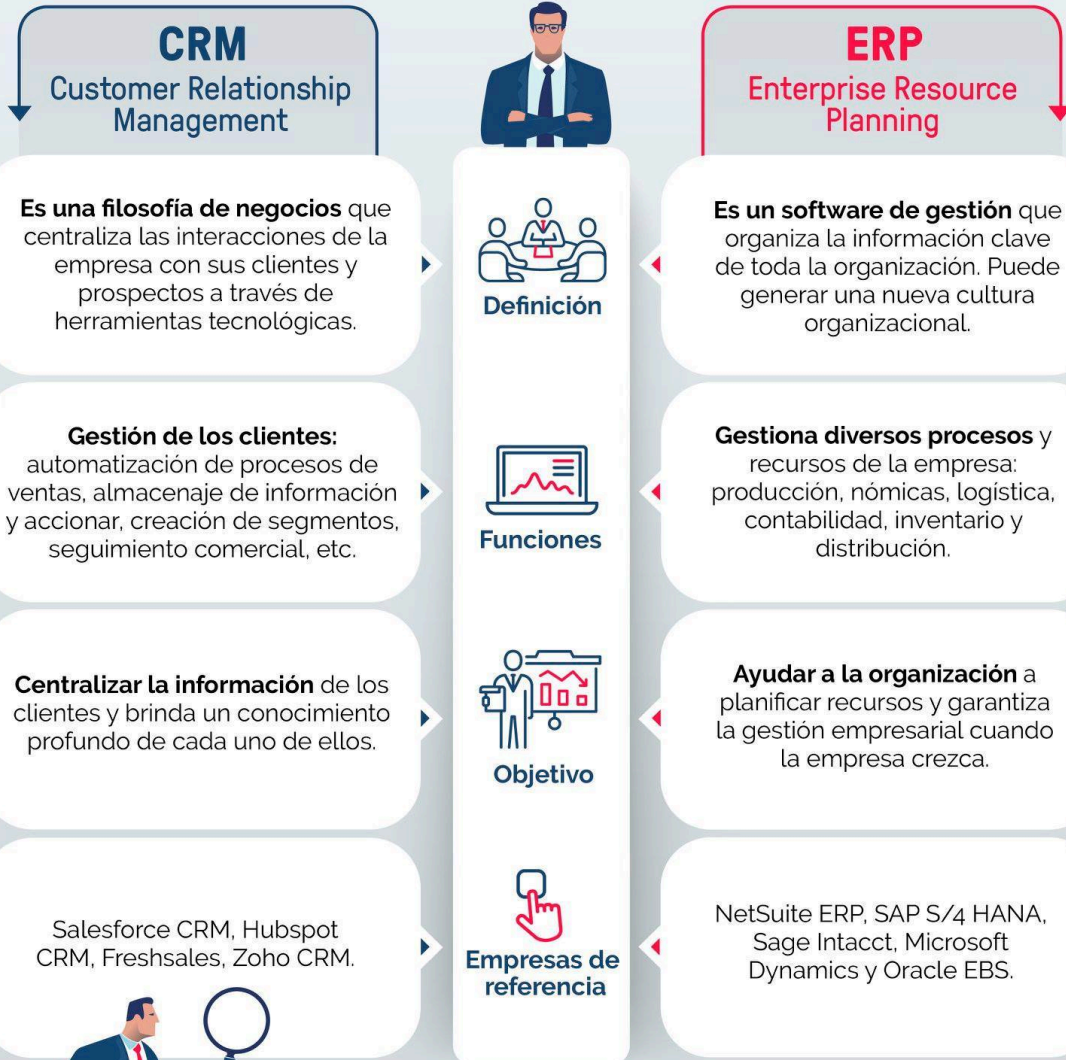 CRM
Customer Relationship
Management
ERP
Enterprise Resource
Planning
Es una filosofía de negocios que
centraliza las interacciones de la
empresa con sus clientes y
prospectos a través de
herramientas tecnológicas.
Definición
Es un software de gestión que
organiza la información clave
de toda la organización. Puede
generar una nueva cultura
organizacional.
Gestión de los clientes:
automatización de procesos de
ventas, almacenaje de información
y accionar, creación de segmentos,
seguimiento comercial, etc.
Funciones
Gestiona diversos procesos y
recursos de la empresa:
producción, nómicas, logística,
contabilidad, inventario y
distribución.
Centralizar la información de los
clientes y brinda un conocimiento
profundo de cada uno de ellos.
Objetivo
Ayudar a la organización a
planificar recursos y garantiza
la gestión empresarial cuando
la empresa crezca.
Salesforce CRM, Hubspot
CRM, Freshsales, Zoho CRM.
Empresas de
referencia
NetSuite ERP, SAP S/4 HANA,
Sage Intacct, Microsoft
Dynamics y Oracle EBS.